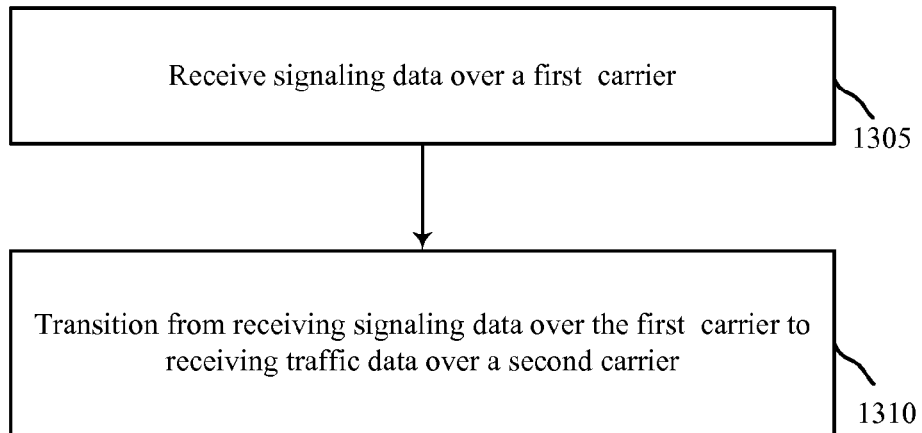 Receive signaling data over a first carrier
1305
Transition from receiving signaling data over the first carrier to
receiving traffic data over a second carrier
1310